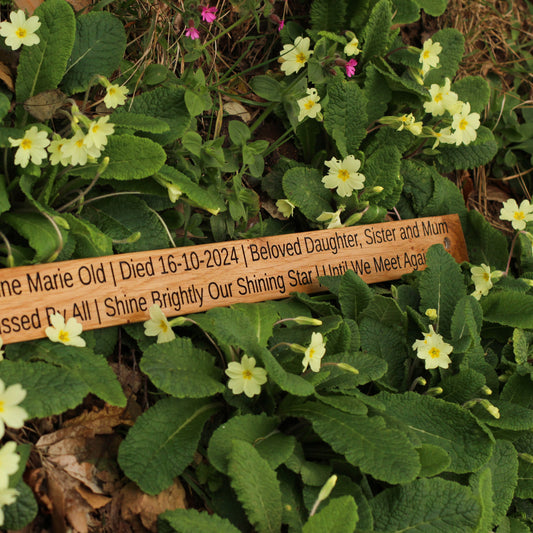 ne Marie Old | Died 16-10-2024 | Beloved Daughter, Sister and Mum
ssed By All | Shine Brightly Our Shining Star | Until We Meet Again